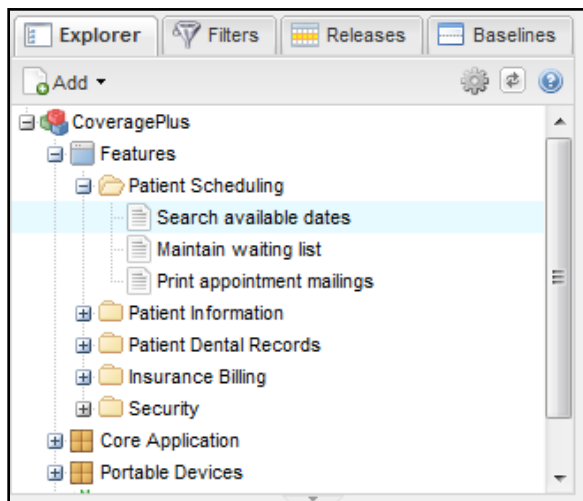 Explorer Filters Releases Baselines
Add
CoveragePlus
Features
Patient Scheduling
Search available dates
Maintain waiting list
Print appointment mailings
Patient Information
Patient Dental Records
Insurance Billing
Security
Core Application
Portable Devices